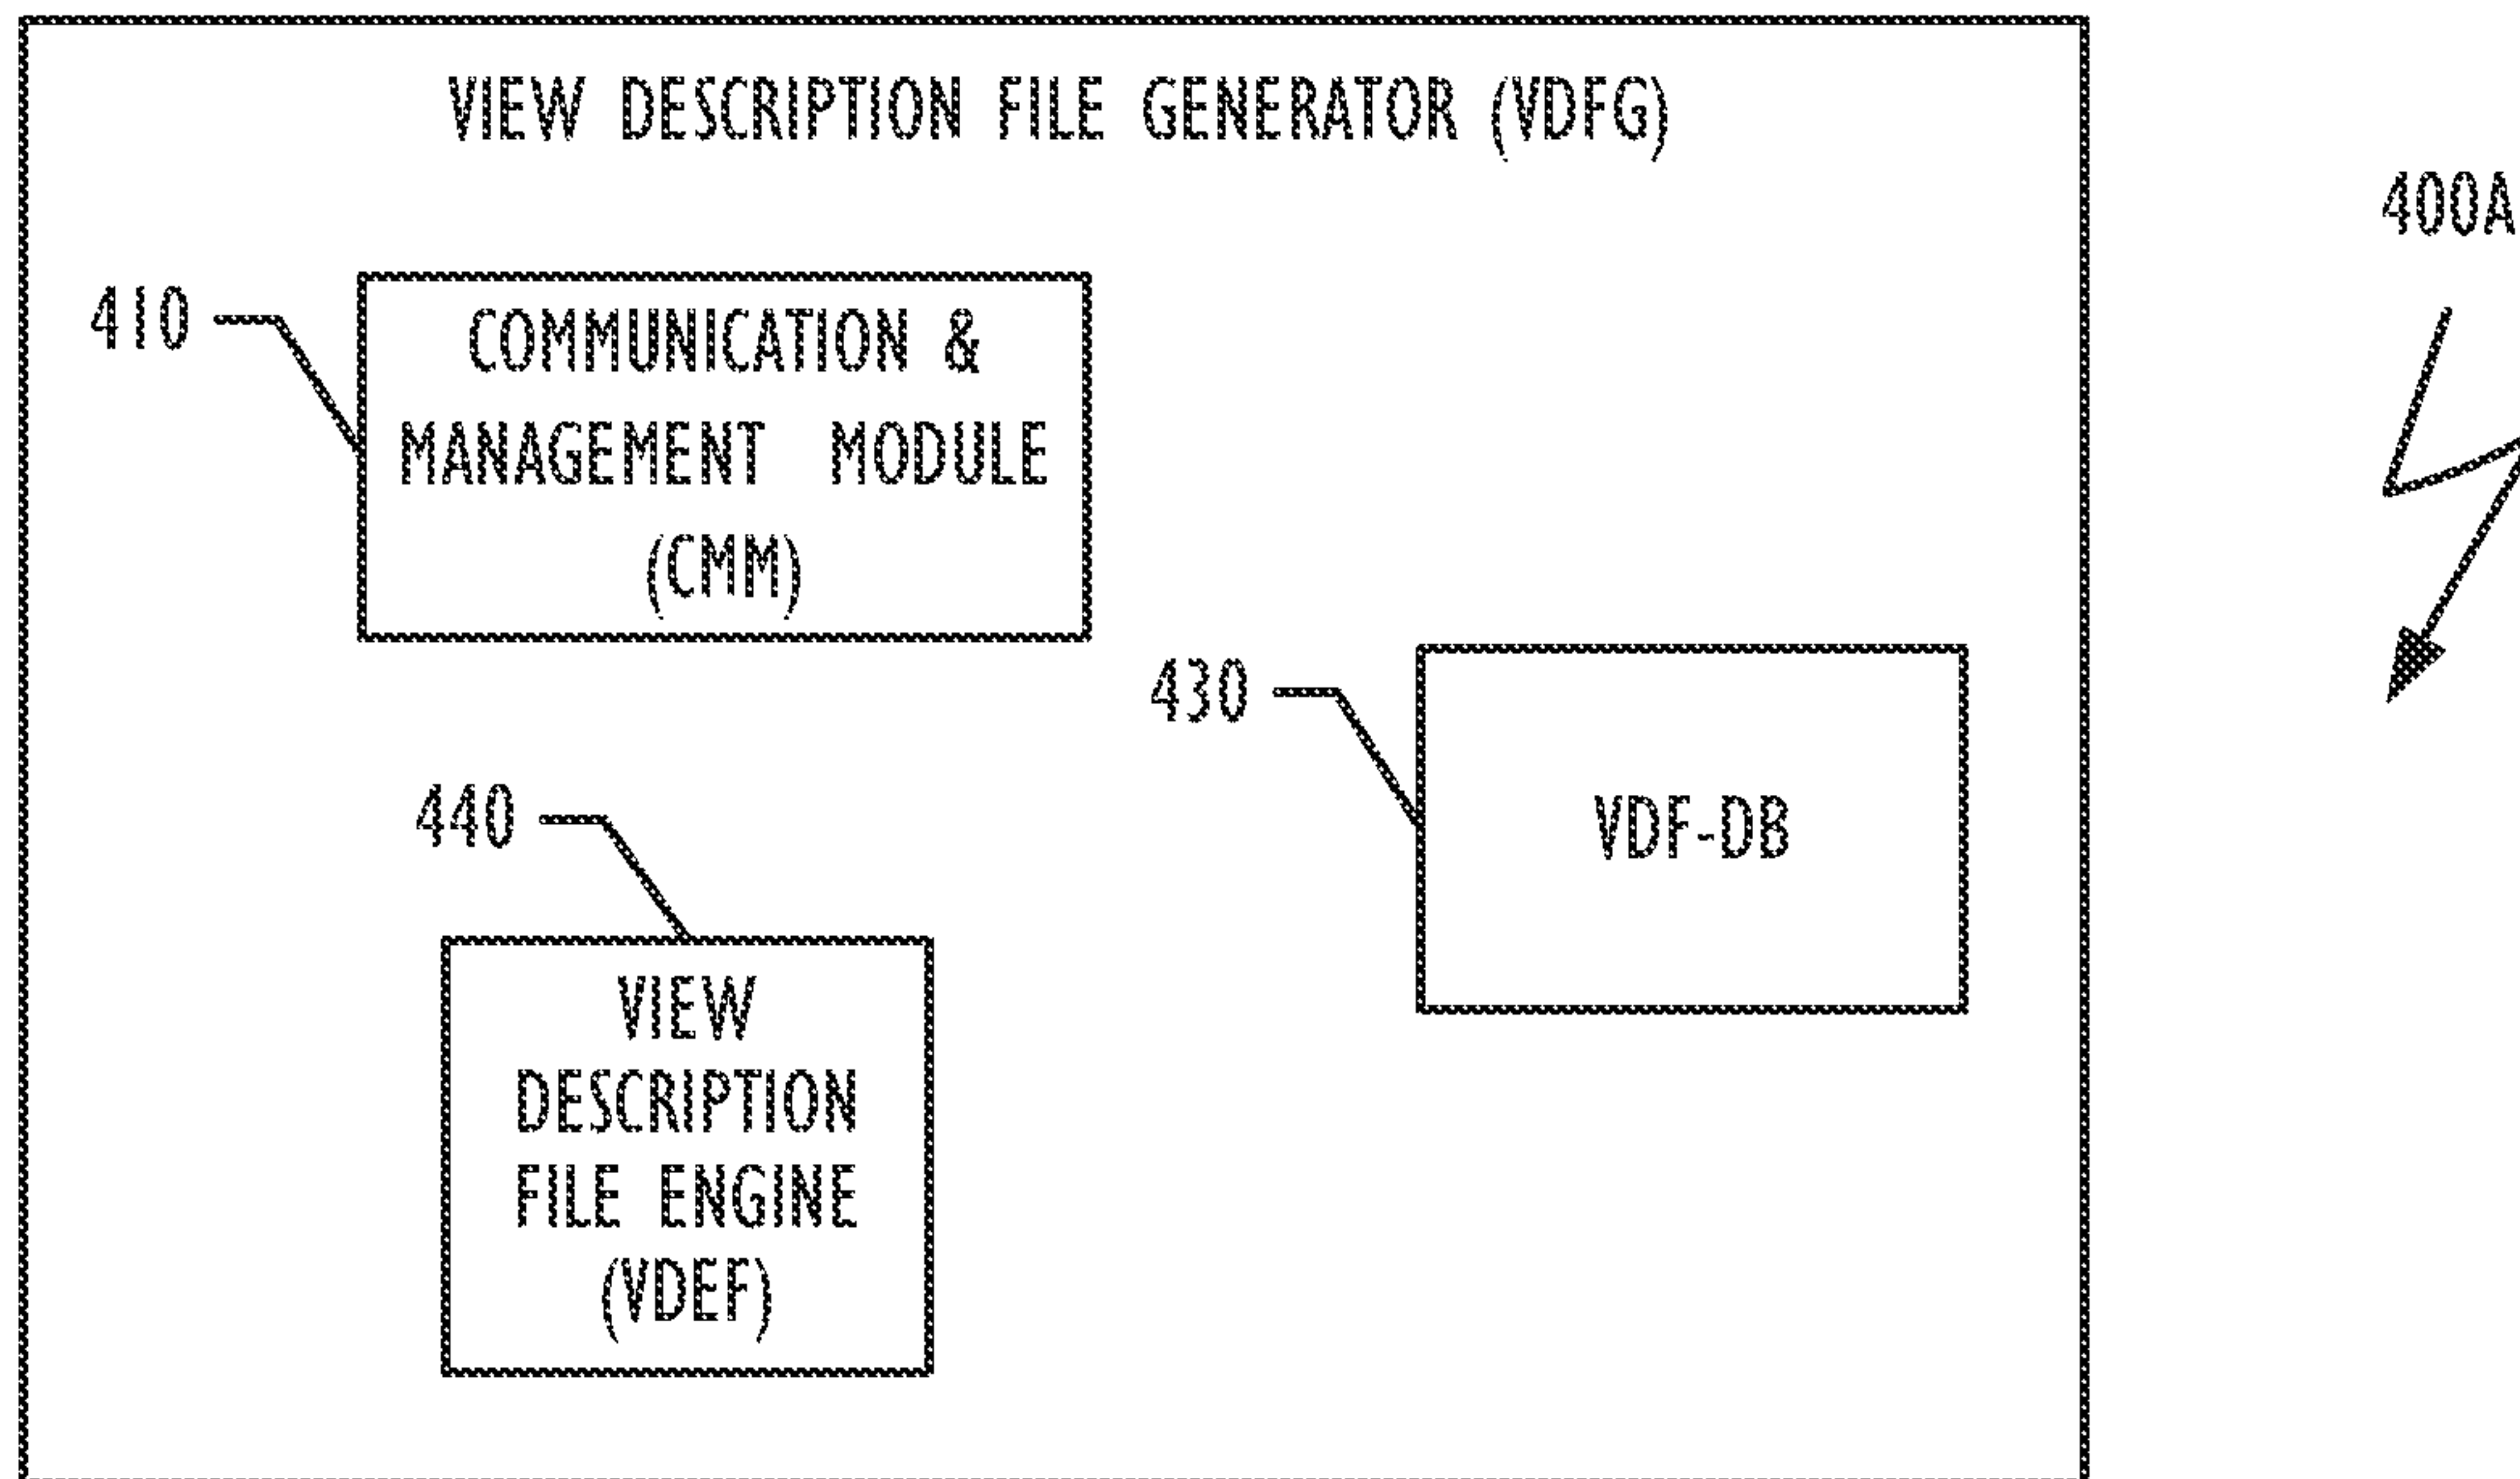 VIEW DESCRIPTION FILE GENERATOR (VDFG)
400A
410
COMMUNICATION &
MANAGEMENT MODULE
(CMM)
430
VDF-DB
440
VIEW
DESCRIPTION
FILE ENGINE
(VDEF)